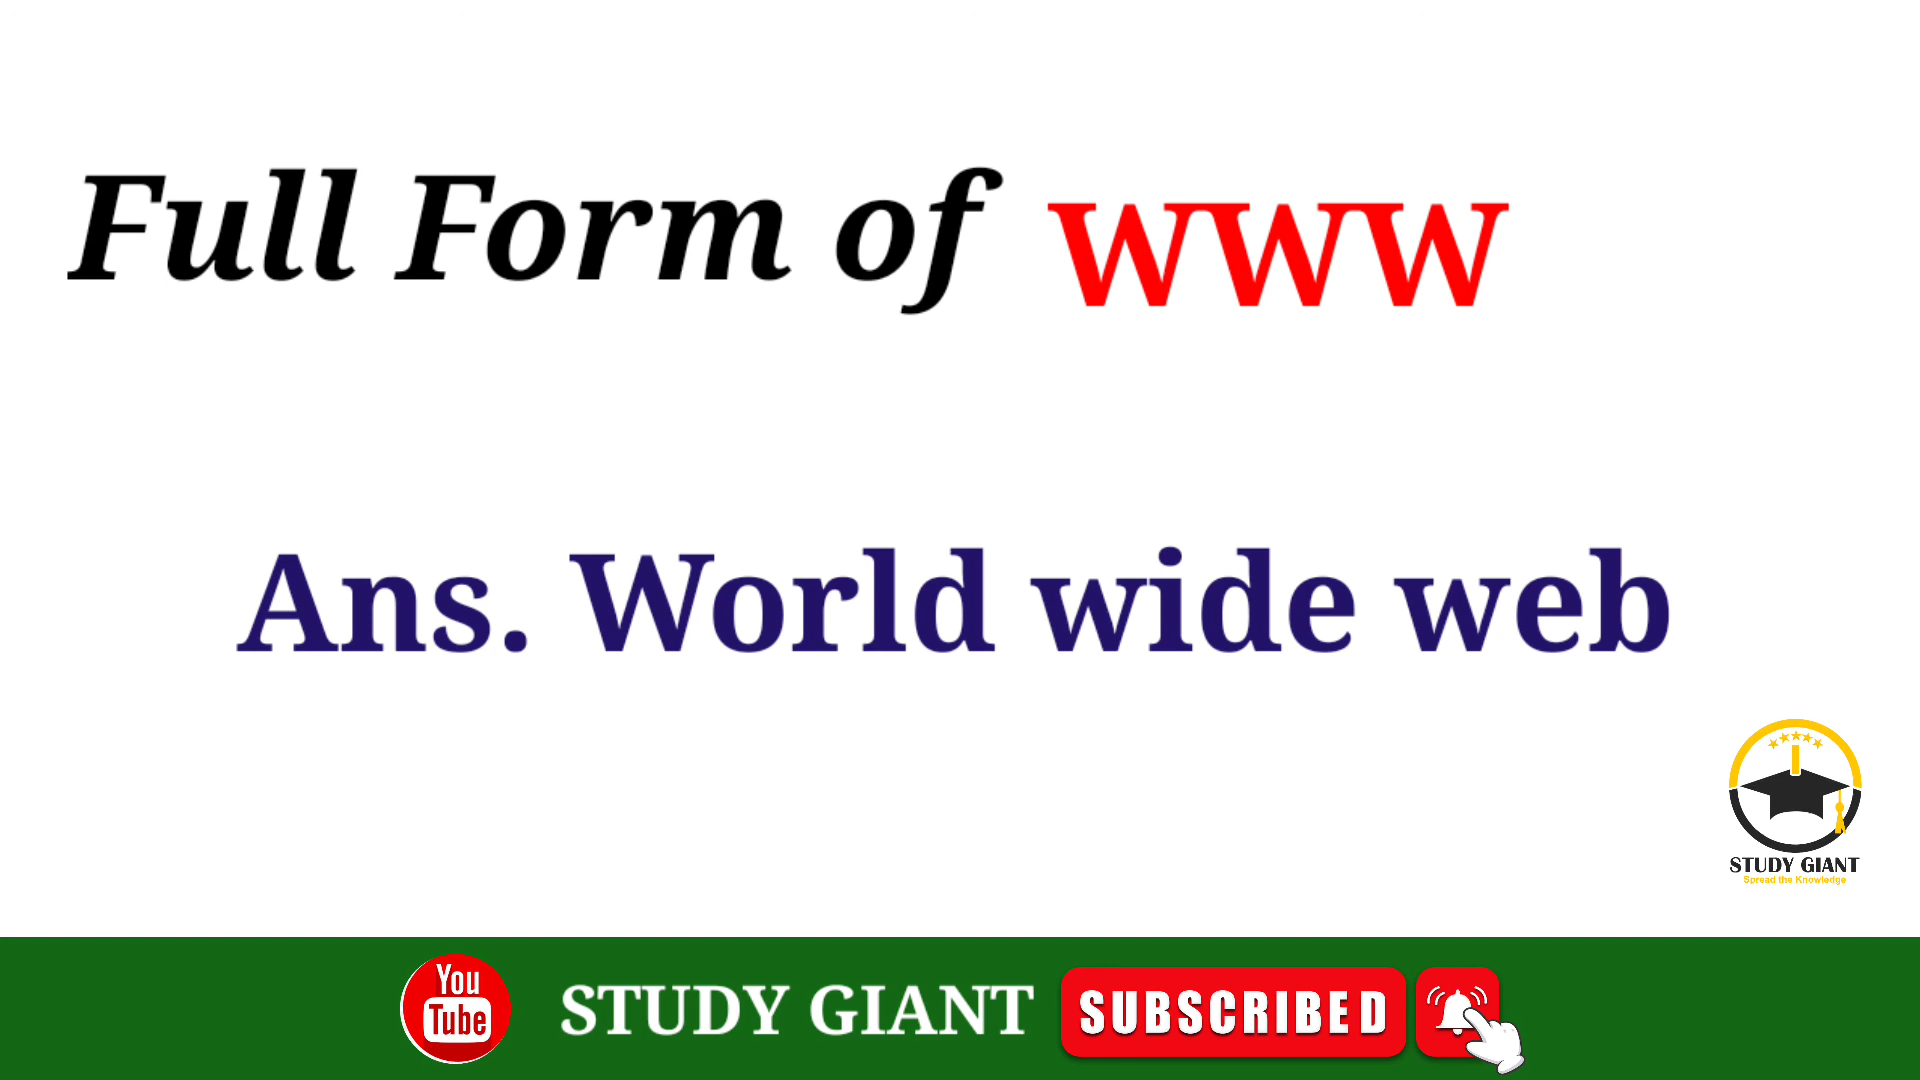 Full Form of WWW
Ans. World wide web
STUDY GIANT
Spread the Knowledge
You
Tube
STUDY GIANT
SUBSCRIBED